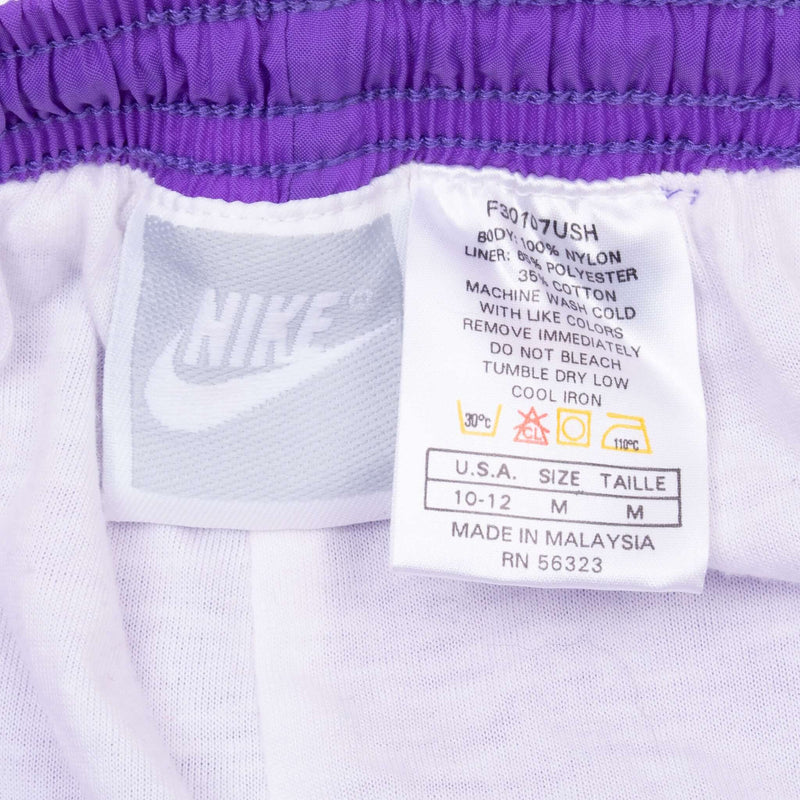 NIKE
F30107USH
BODY: 100% NYLON
LINER: 65% POLYESTER
35% COTTON
MACHINE WASH COLD
WITH LIKE COLORS
REMOVE IMMEDIATELY
DO NOT BLEACH
TUMBLE DRY LOW
COOL IRON
30°C CL 110°C
U.S.A. SIZE TAILLE
10-12 M M
MADE IN MALAYSIA
RN 56323